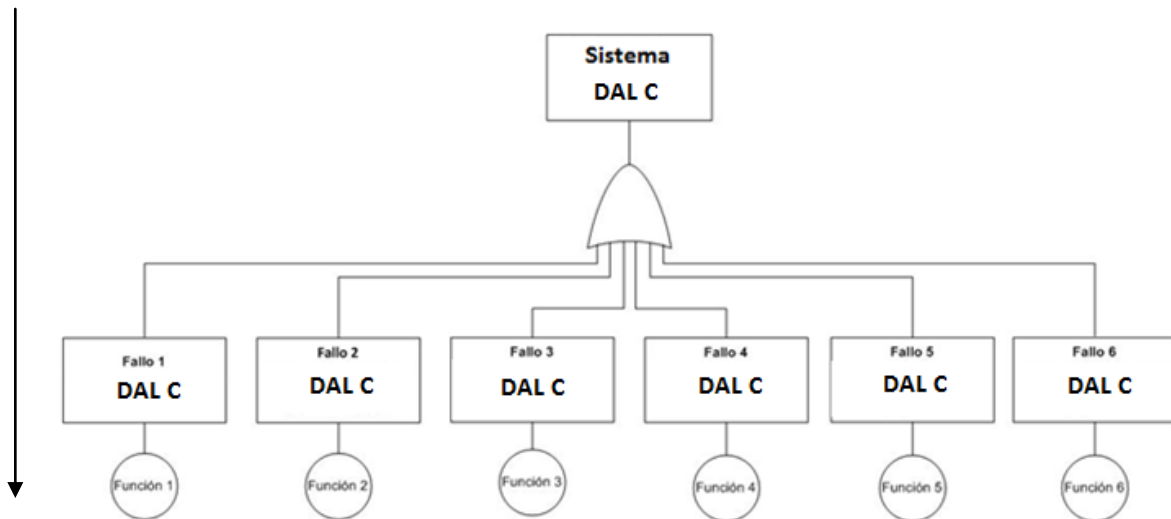 Sistema
DAL C
Fallo 1
DAL C
Fallo 2
DAL C
Fallo 3
DAL C
Fallo 4
DAL C
Fallo 5
DAL C
Fallo 6
DAL C
Función 1
Función 2
Función 3
Función 4
Función 5
Función 6